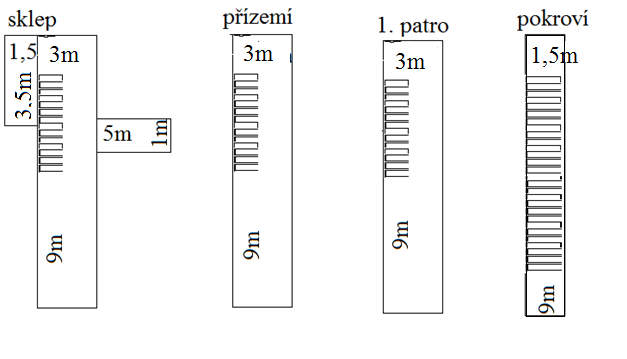 sklep
přízemí
1. patro
pokroví
1,5
3m
3,5m
5m
1m
9m
3m
9m
3m
9m
1,5m
9m